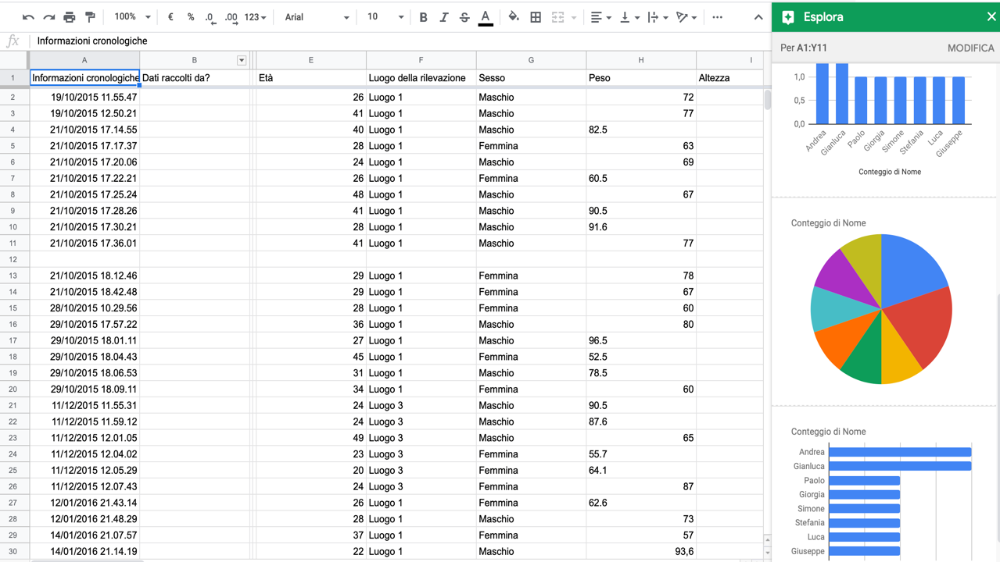 100% € % .0 .00 123 Arial 10 B I S A
Esplora
fx Informazioni cronologiche
Per A1:Y11 MODIFICA
A B E F G H I
1 Informazioni cronologiche Dati raccolti da? Età Luogo della rilevazione Sesso Peso Altezza
2 19/10/2015 11.55.47 26 Luogo 1 Maschio 72
3 19/10/2015 12.50.21 41 Luogo 1 Maschio 77
4 21/10/2015 17.14.55 40 Luogo 1 Maschio 82.5
5 21/10/2015 17.17.37 28 Luogo 1 Femmina 63
6 21/10/2015 17.20.06 24 Luogo 1 Maschio 69
7 21/10/2015 17.22.21 26 Luogo 1 Femmina 60.5
8 21/10/2015 17.25.24 48 Luogo 1 Maschio 67
9 21/10/2015 17.28.26 41 Luogo 1 Maschio 90.5
10 21/10/2015 17.30.21 28 Luogo 1 Maschio 91.6
11 21/10/2015 17.36.01 41 Luogo 1 Maschio 77
12
13 21/10/2015 18.12.46 29 Luogo 1 Femmina 78
14 21/10/2015 18.42.48 29 Luogo 1 Femmina 67
15 28/10/2015 10.29.56 28 Luogo 1 Femmina 60
16 29/10/2015 17.57.22 36 Luogo 1 Maschio 80
17 29/10/2015 18.01.11 27 Luogo 1 Maschio 96.5
18 29/10/2015 18.04.43 45 Luogo 1 Femmina 52.5
19 29/10/2015 18.06.53 31 Luogo 1 Maschio 78.5
20 29/10/2015 18.09.11 34 Luogo 1 Femmina 60
21 11/12/2015 11.55.31 24 Luogo 3 Maschio 90.5
22 11/12/2015 11.59.12 24 Luogo 3 Maschio 87.6
23 11/12/2015 12.01.05 49 Luogo 3 Maschio 65
24 11/12/2015 12.04.02 23 Luogo 3 Femmina 55.7
25 11/12/2015 12.05.29 20 Luogo 3 Femmina 64.1
26 11/12/2015 12.07.43 24 Luogo 3 Femmina 87
27 12/01/2016 21.43.14 26 Luogo 1 Femmina 62.6
28 12/01/2016 21.48.29 28 Luogo 1 Maschio 73
29 14/01/2016 21.07.57 37 Luogo 1 Femmina 57
30 14/01/2016 21.14.19 22 Luogo 1 Maschio 93,6
1,0
0,5
0,0
Andrea Gianluca Paolo Giorgia Simone Stefania Luca Giuseppe
Conteggio di Nome
Conteggio di Nome
Conteggio di Nome
Andrea
Gianluca
Paolo
Giorgia
Simone
Stefania
Luca
Giuseppe